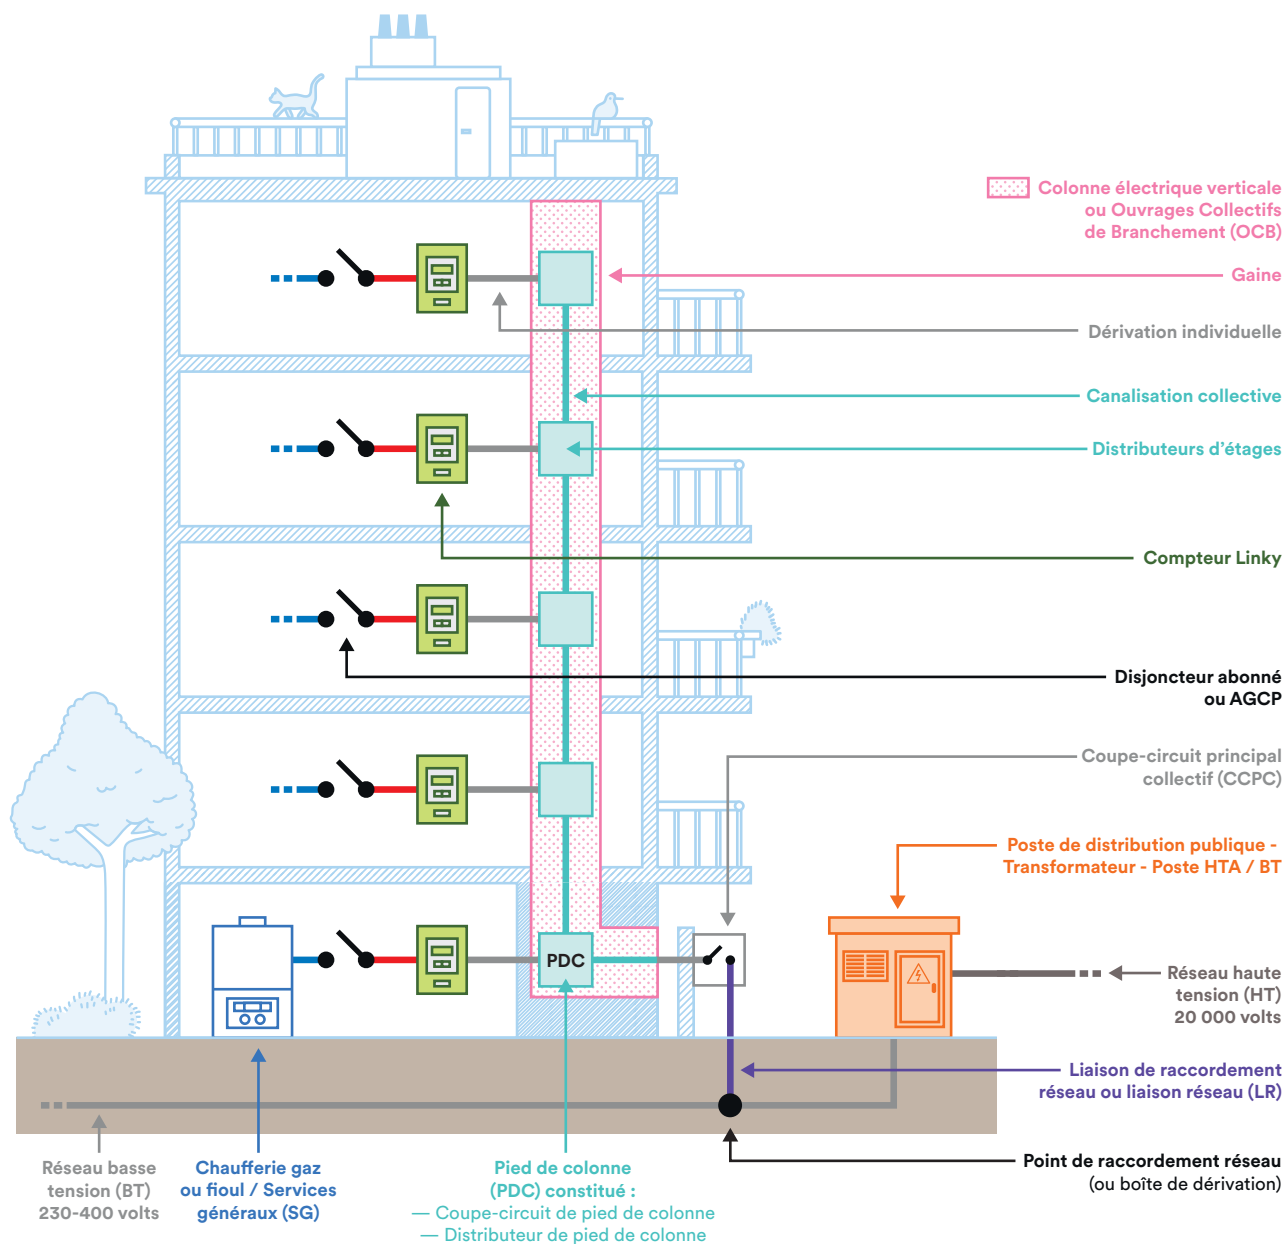 Colonne électrique verticale
ou Ouvrages Collectifs
de Branchement (OCB)
Gaine
Dérivation individuelle
Canalisation collective
Distributeurs d’étages
Compteur Linky
Disjoncteur abonné
ou AGCP
Coupe-circuit principal
collectif (CCPC)
Poste de distribution publique -
Transformateur - Poste HTA / BT
PDC
Réseau haute
tension (HT)
20 000 volts
Liaison de raccordement
réseau ou liaison réseau (LR)
Point de raccordement réseau
(ou boîte de dérivation)
Réseau basse
tension (BT)
230-400 volts
Chaufferie gaz
ou fioul / Services
généraux (SG)
Pied de colonne
(PDC) constitué :
— Coupe-circuit de pied de colonne
— Distributeur de pied de colonne